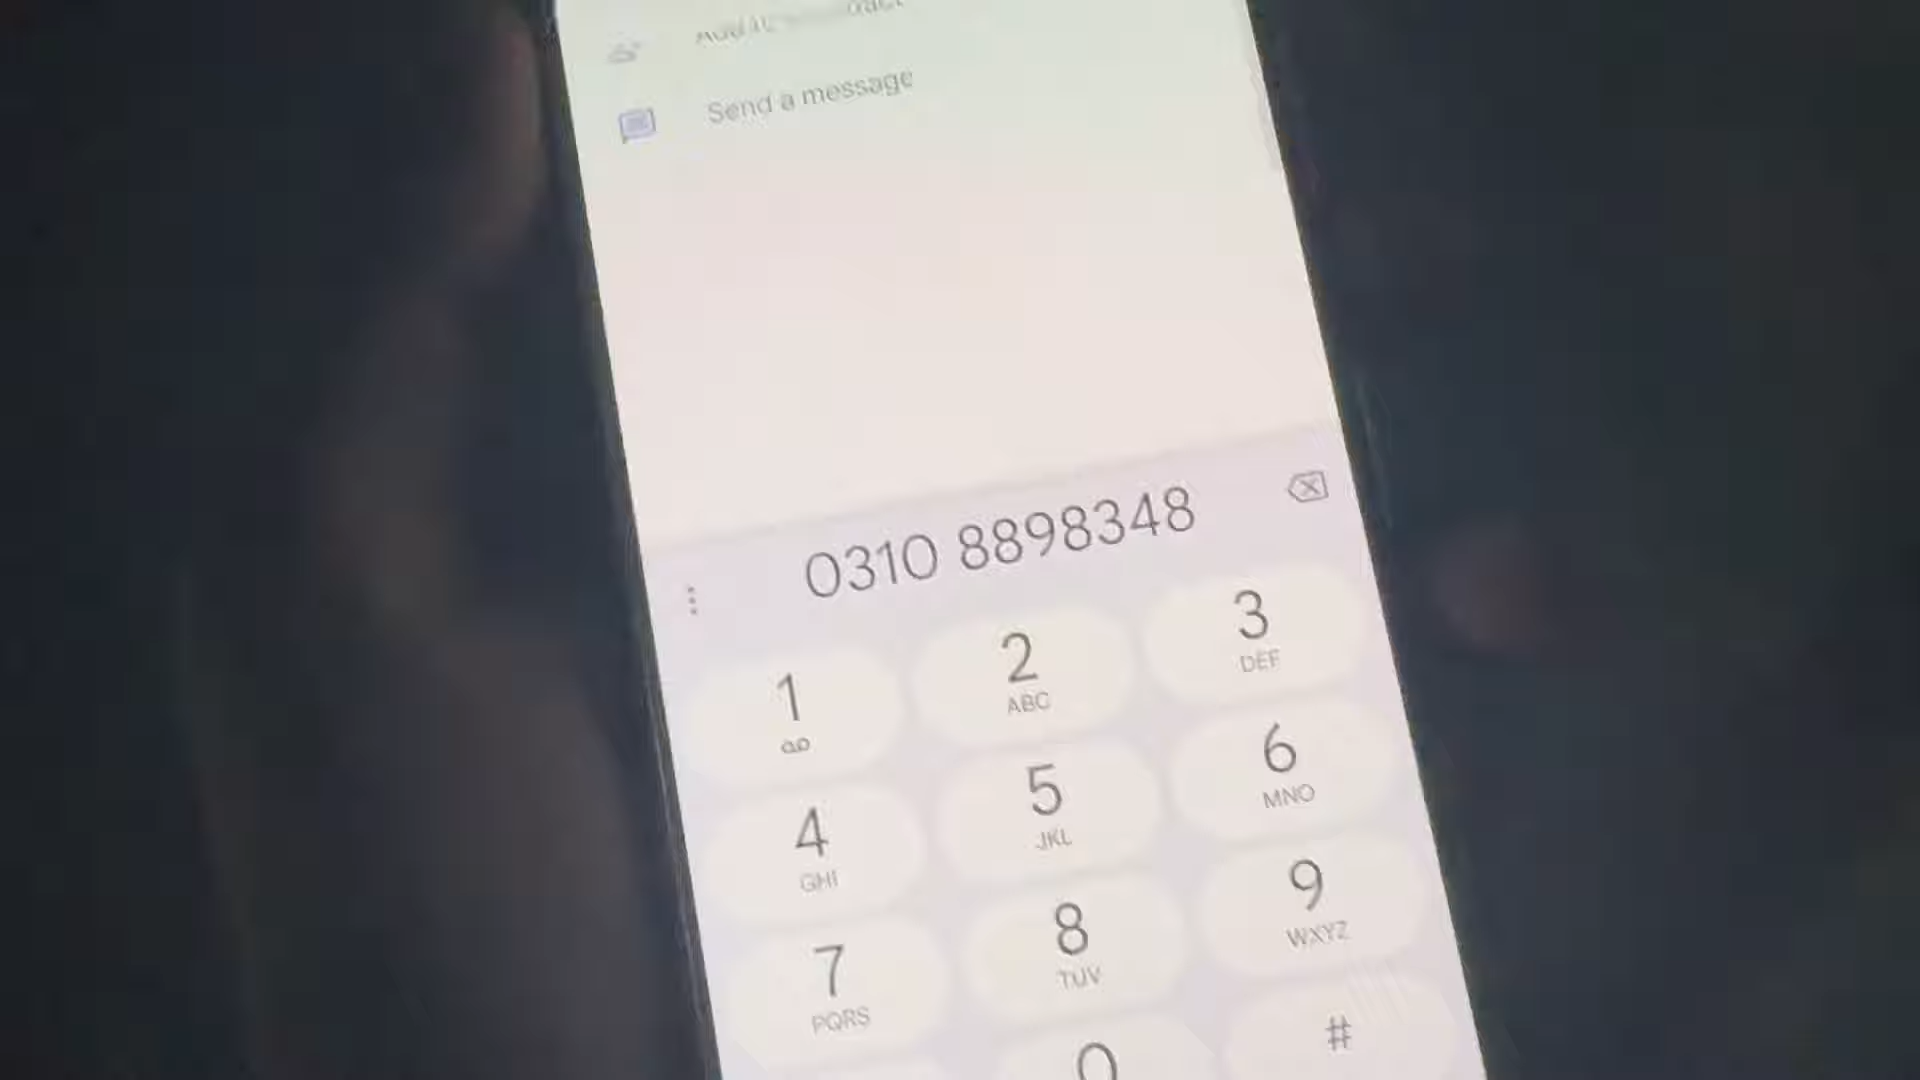 Send a message
0310 8898348
1
2
ABC
3
DEF
4
GHI
5
JKL
6
MNO
7
PQRS
8
TUV
9
WXYZ
0
#